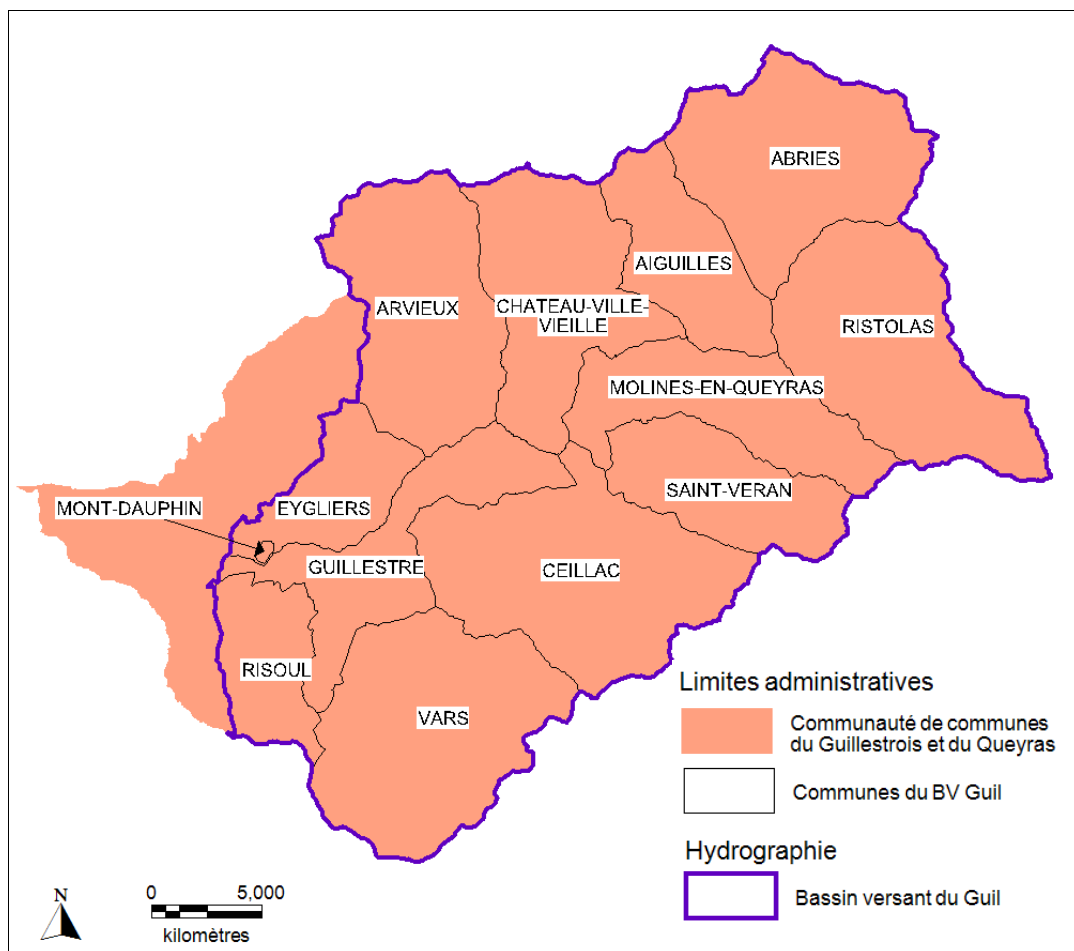 ABRIES
AIGUILLES
ARVIEUX
CHATEAU-VILLE-
VIEILLE
RISTOLAS
MOLINES-EN-QUEYRAS
SAINT-VERAN
MONT-DAUPHIN
EYGLIERS
GUILLESTRE
CEILLAC
RISOUL
VARS
Limites administratives
Communauté de communes
du Guillestrois et du Queyras
Communes du BV Guil
Hydrographie
Bassin versant du Guil
N
0 5,000
kilomètres